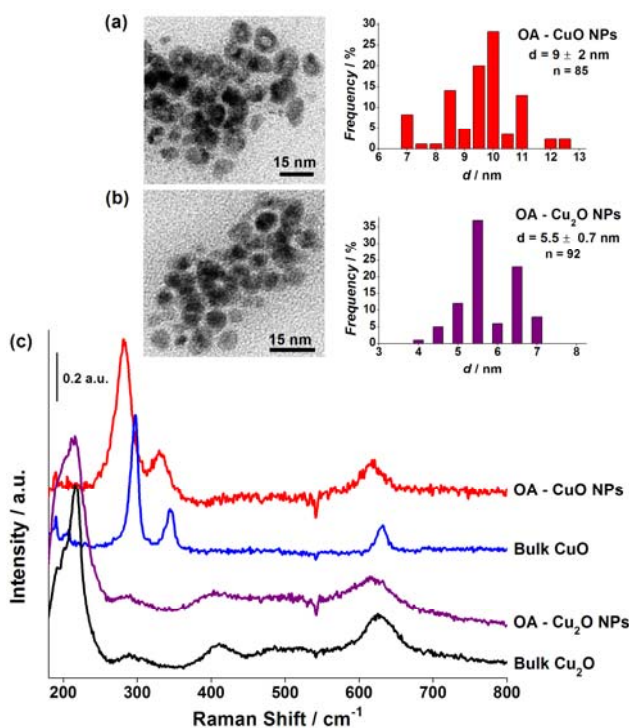 (a)
15 nm
Frequency / %
30
25
20
15
10
5
0
6 7 8 9 10 11 12 13
d / nm
OA - CuO NPs
d = 9 ± 2 nm
n = 85
(b)
15 nm
Frequency / %
35
30
25
20
15
10
5
0
3 4 5 6 7 8
d / nm
OA - Cu₂O NPs
d = 5.5 ± 0.7 nm
n = 92
(c)
0.2 a.u.
Intensity / a.u.
OA - CuO NPs
Bulk CuO
OA - Cu₂O NPs
Bulk Cu₂O
200 300 400 500 600 700 800
Raman Shift / cm⁻¹